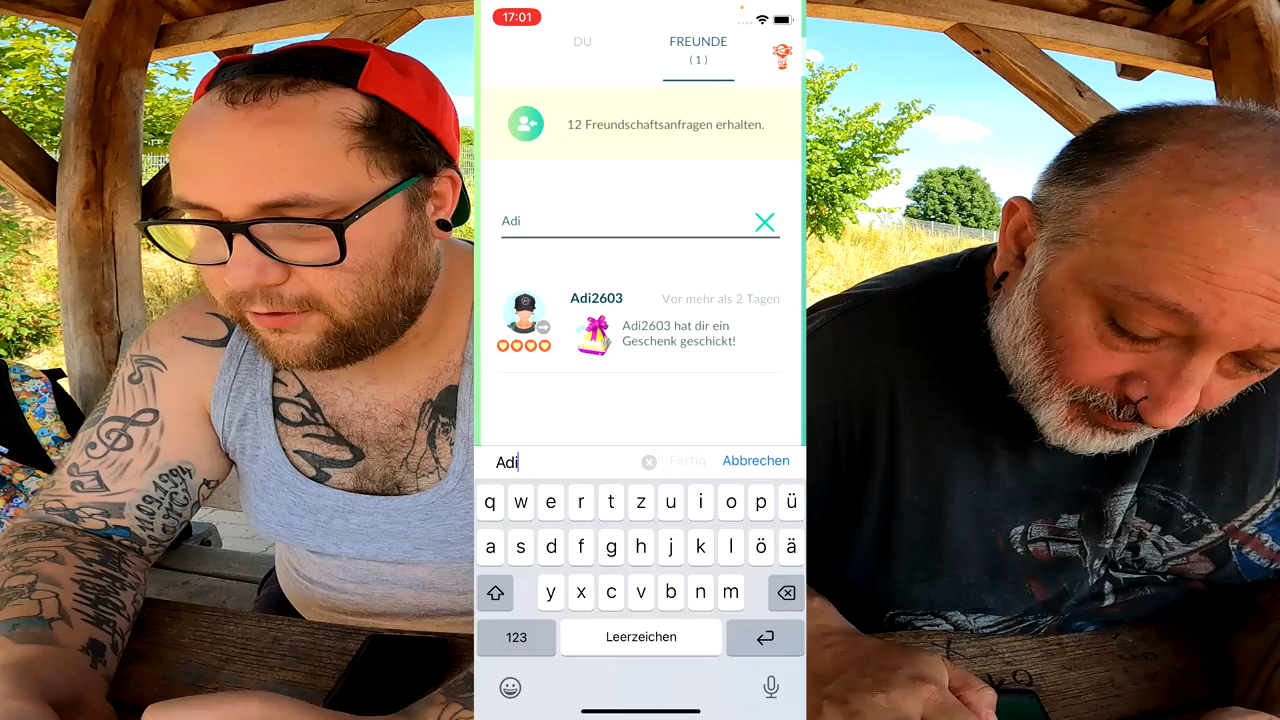 17:01
DU
FREUNDE
( 1 )
12 Freundschaftsanfragen erhalten.
Adi
Adi2603
Vor mehr als 2 Tagen
Adi2603 hat dir ein
Geschenk geschickt!
Adi
Fertig
Abbrechen
q w e r t z u i o p ü
a s d f g h j k l ö ä
y x c v b n m
123
Leerzeichen